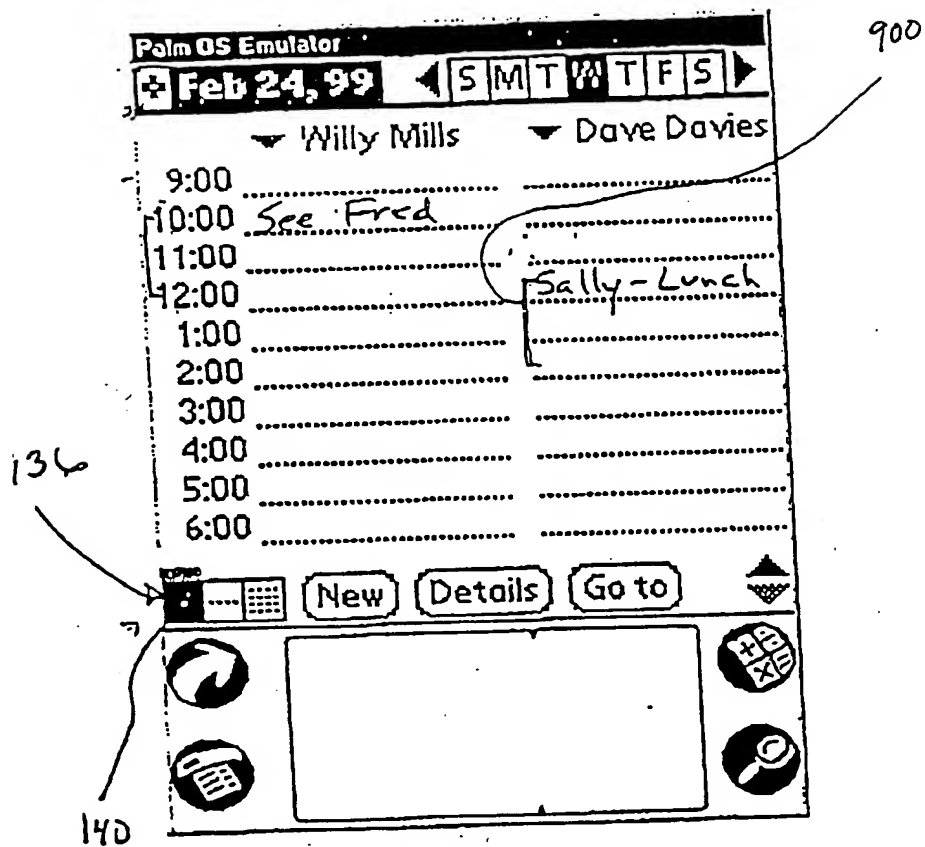 900
Palm OS Emulator
Feb 24, 99 S M T W T F S
Willy Mills Dave Davies
9:00
10:00 See Fred
11:00
12:00 Sally-Lunch
1:00
2:00
3:00
4:00
5:00
6:00
136
New Details Go to
140